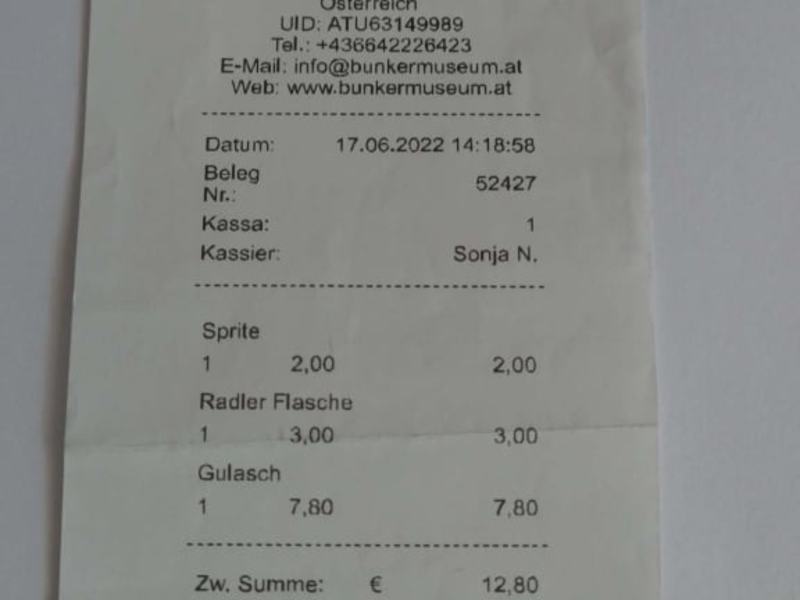 Österreich
UID: ATU63149989
Tel.: +436642226423
E-Mail: info@bunkermuseum.at
Web: www.bunkermuseum.at
Datum: 17.06.2022 14:18:58
Beleg
Nr.: 52427
Kassa: 1
Kassier: Sonja N.
Sprite
1 2,00 2,00
Radler Flasche
1 3,00 3,00
Gulasch
1 7,80 7,80
Zw. Summe: € 12,80